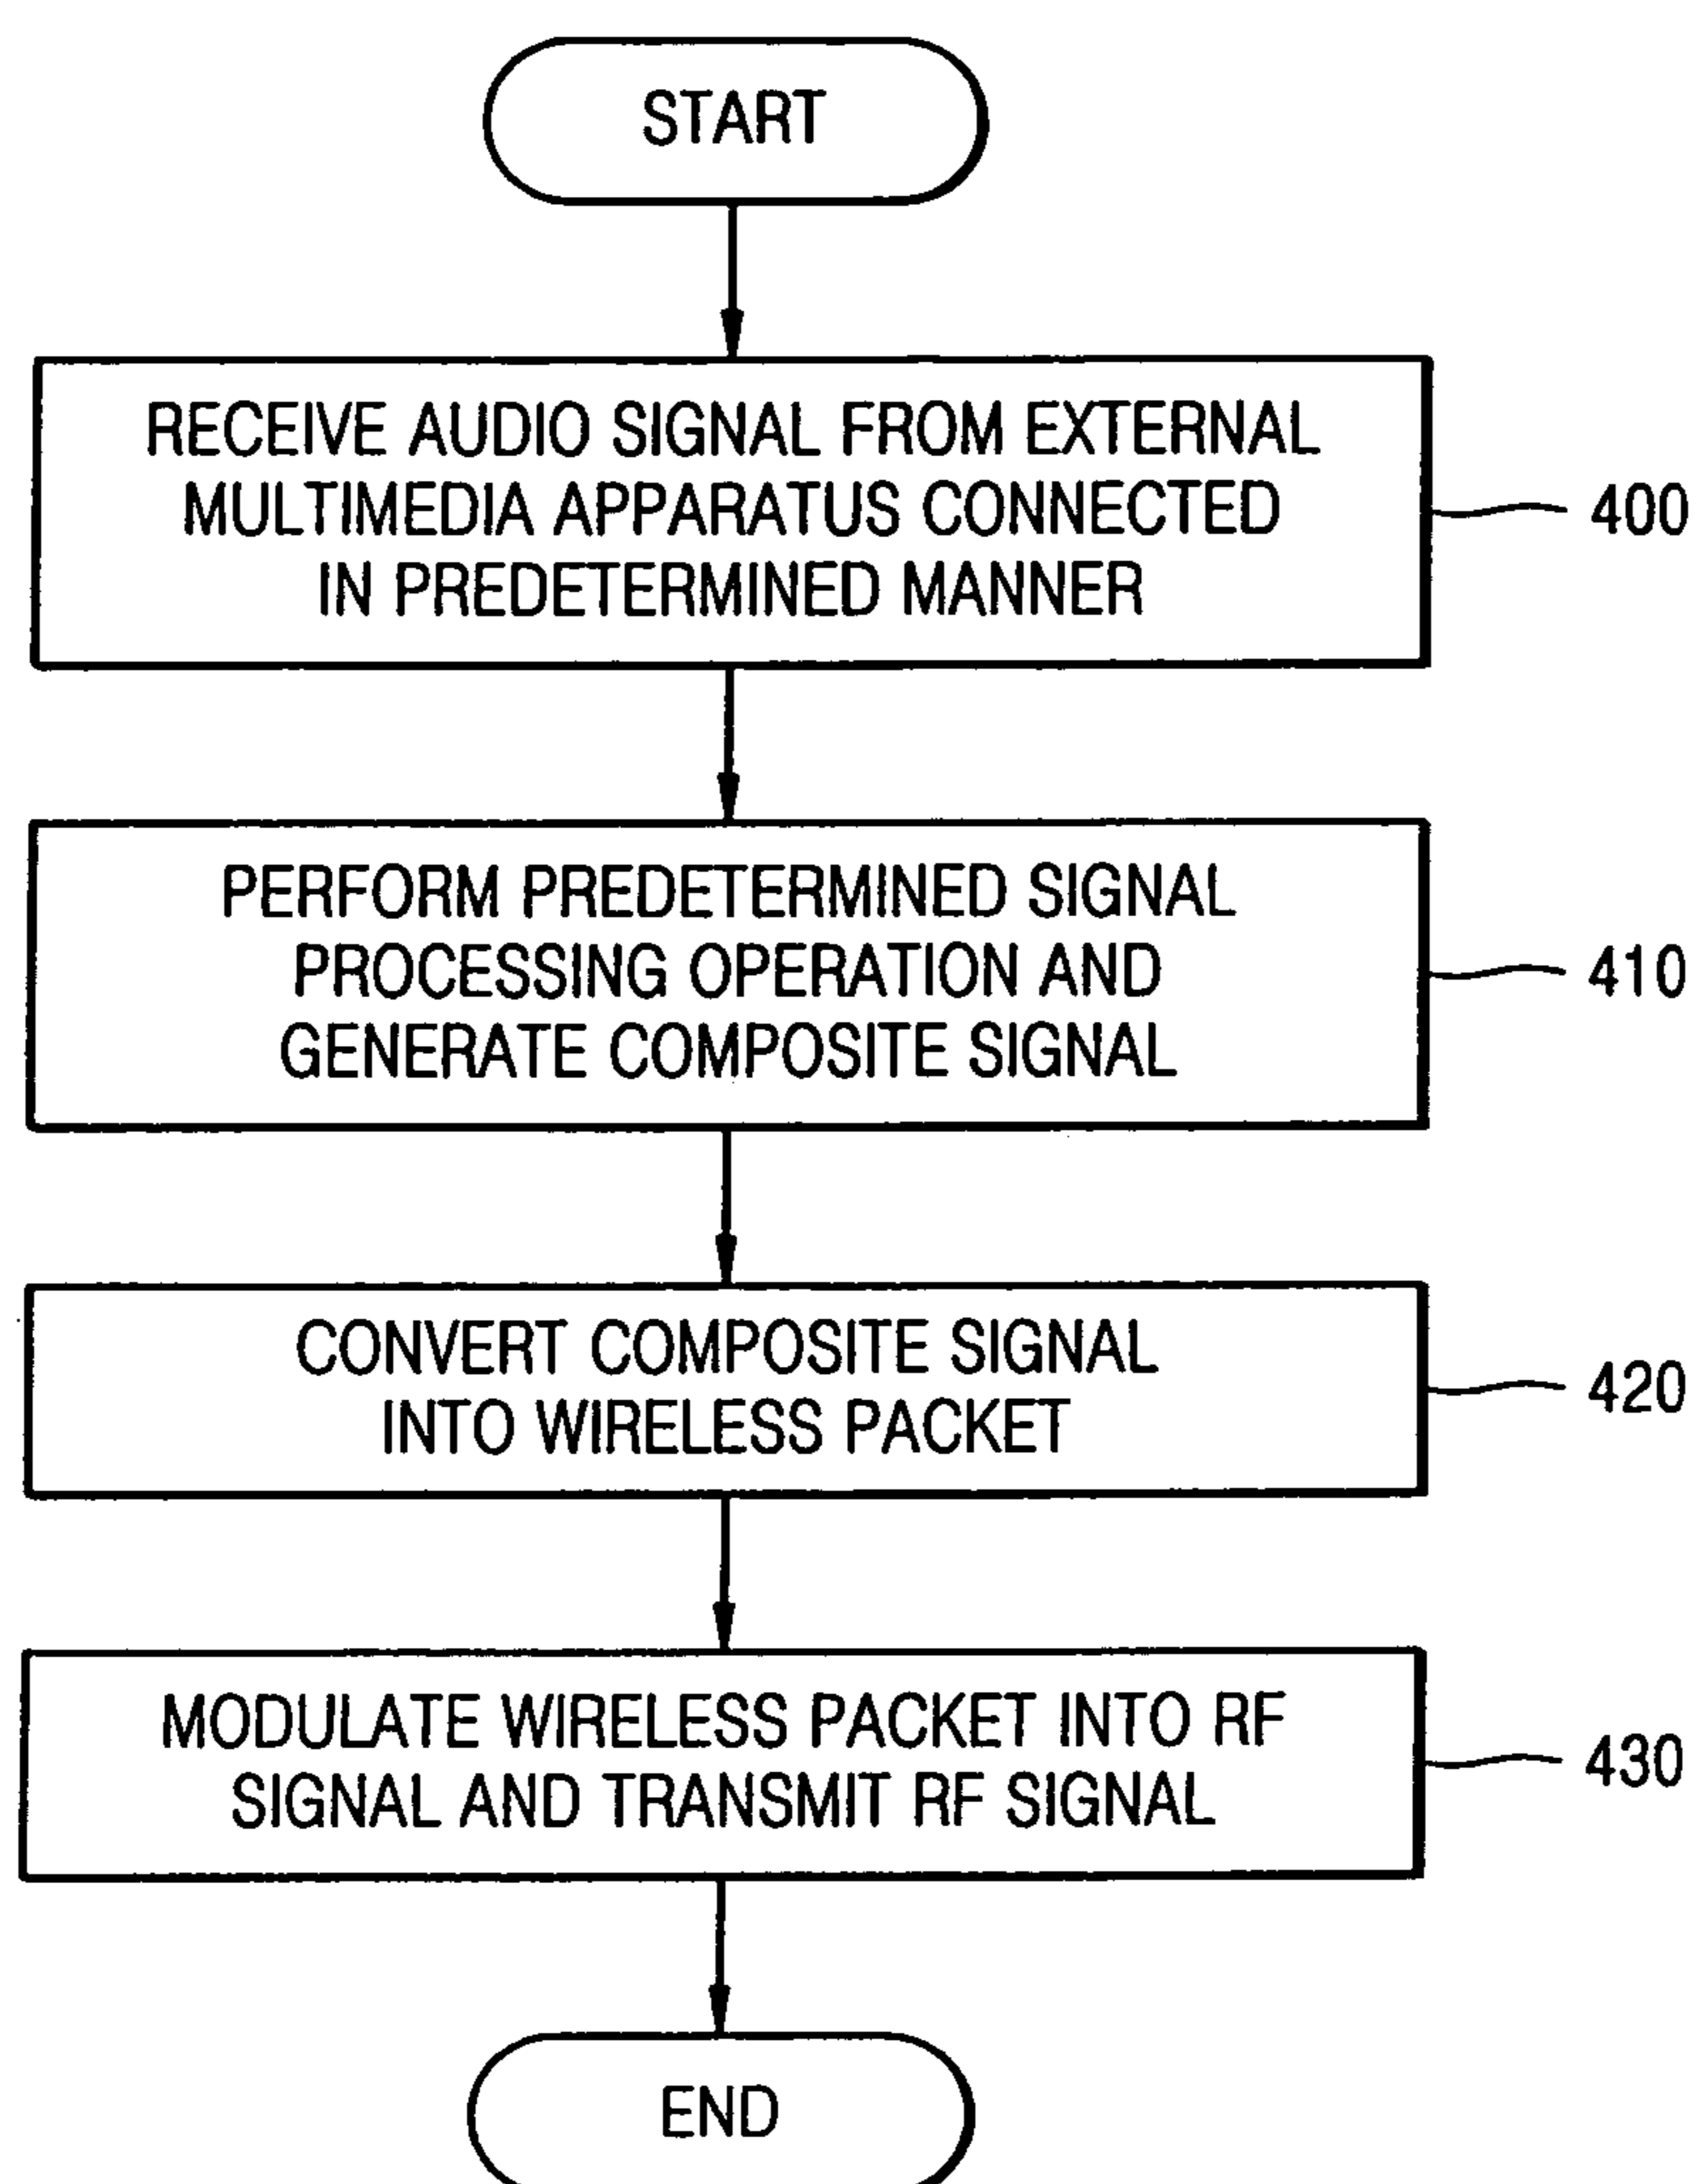 START
RECEIVE AUDIO SIGNAL FROM EXTERNAL
MULTIMEDIA APPARATUS CONNECTED
IN PREDETERMINED MANNER
400
PERFORM PREDETERMINED SIGNAL
PROCESSING OPERATION AND
GENERATE COMPOSITE SIGNAL
410
CONVERT COMPOSITE SIGNAL
INTO WIRELESS PACKET
420
MODULATE WIRELESS PACKET INTO RF
SIGNAL AND TRANSMIT RF SIGNAL
430
END